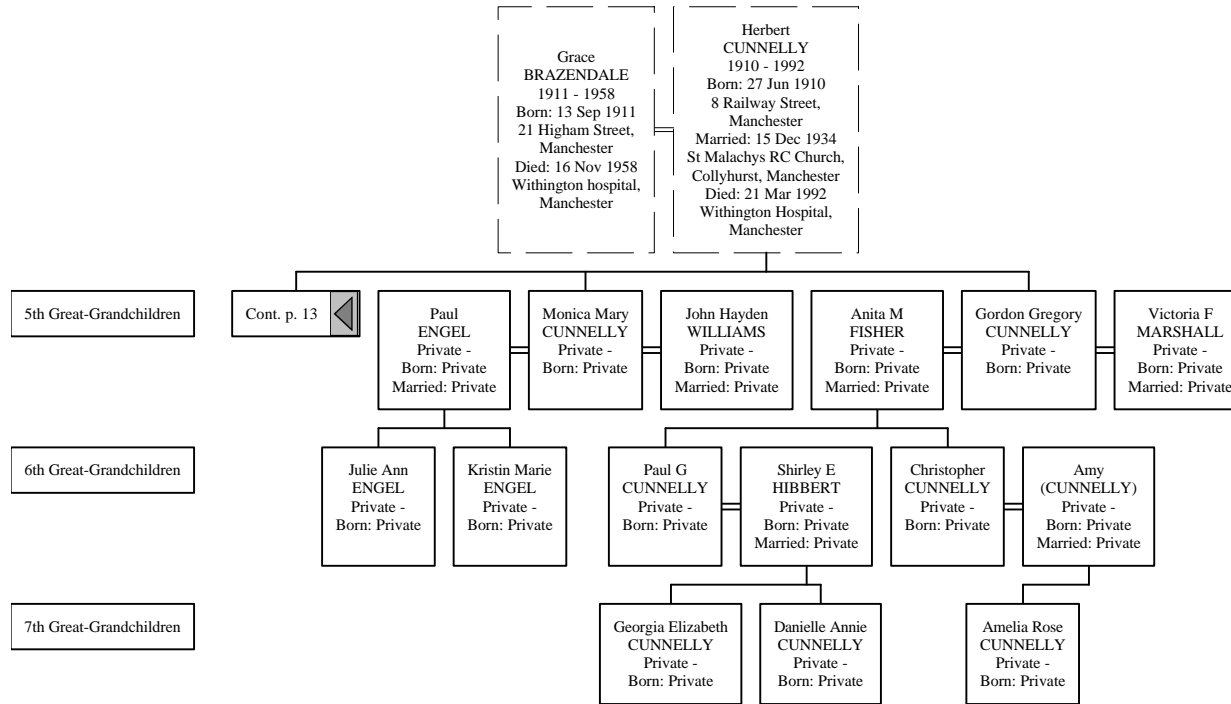 Grace
BRAZENDALE
1911 - 1958
Born: 13 Sep 1911
21 Higham Street,
Manchester
Died: 16 Nov 1958
Withington hospital,
Manchester
Herbert
CUNNELLY
1910 - 1992
Born: 27 Jun 1910
8 Railway Street,
Manchester
Married: 15 Dec 1934
St Malachys RC Church,
Collyhurst, Manchester
Died: 21 Mar 1992
Withington Hospital,
Manchester
5th Great-Grandchildren
Cont. p. 13
Paul
ENGEL
Private -
Born: Private
Married: Private
Monica Mary
CUNNELLY
Private -
Born: Private
John Hayden
WILLIAMS
Private -
Born: Private
Married: Private
Anita M
FISHER
Private -
Born: Private
Married: Private
Gordon Gregory
CUNNELLY
Private -
Born: Private
Victoria F
MARSHALL
Private -
Born: Private
Married: Private
6th Great-Grandchildren
Julie Ann
ENGEL
Private -
Born: Private
Kristin Marie
ENGEL
Private -
Born: Private
Paul G
CUNNELLY
Private -
Born: Private
Shirley E
HIBBERT
Private -
Born: Private
Married: Private
Christopher
CUNNELLY
Private -
Born: Private
Amy
(CUNNELLY)
Private -
Born: Private
Married: Private
7th Great-Grandchildren
Georgia Elizabeth
CUNNELLY
Private -
Born: Private
Danielle Annie
CUNNELLY
Private -
Born: Private
Amelia Rose
CUNNELLY
Private -
Born: Private